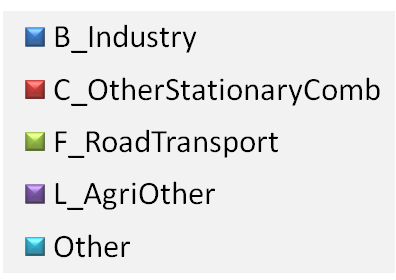 B_Industry
C_OtherStationaryComb
F_RoadTransport
L_AgriOther
Other